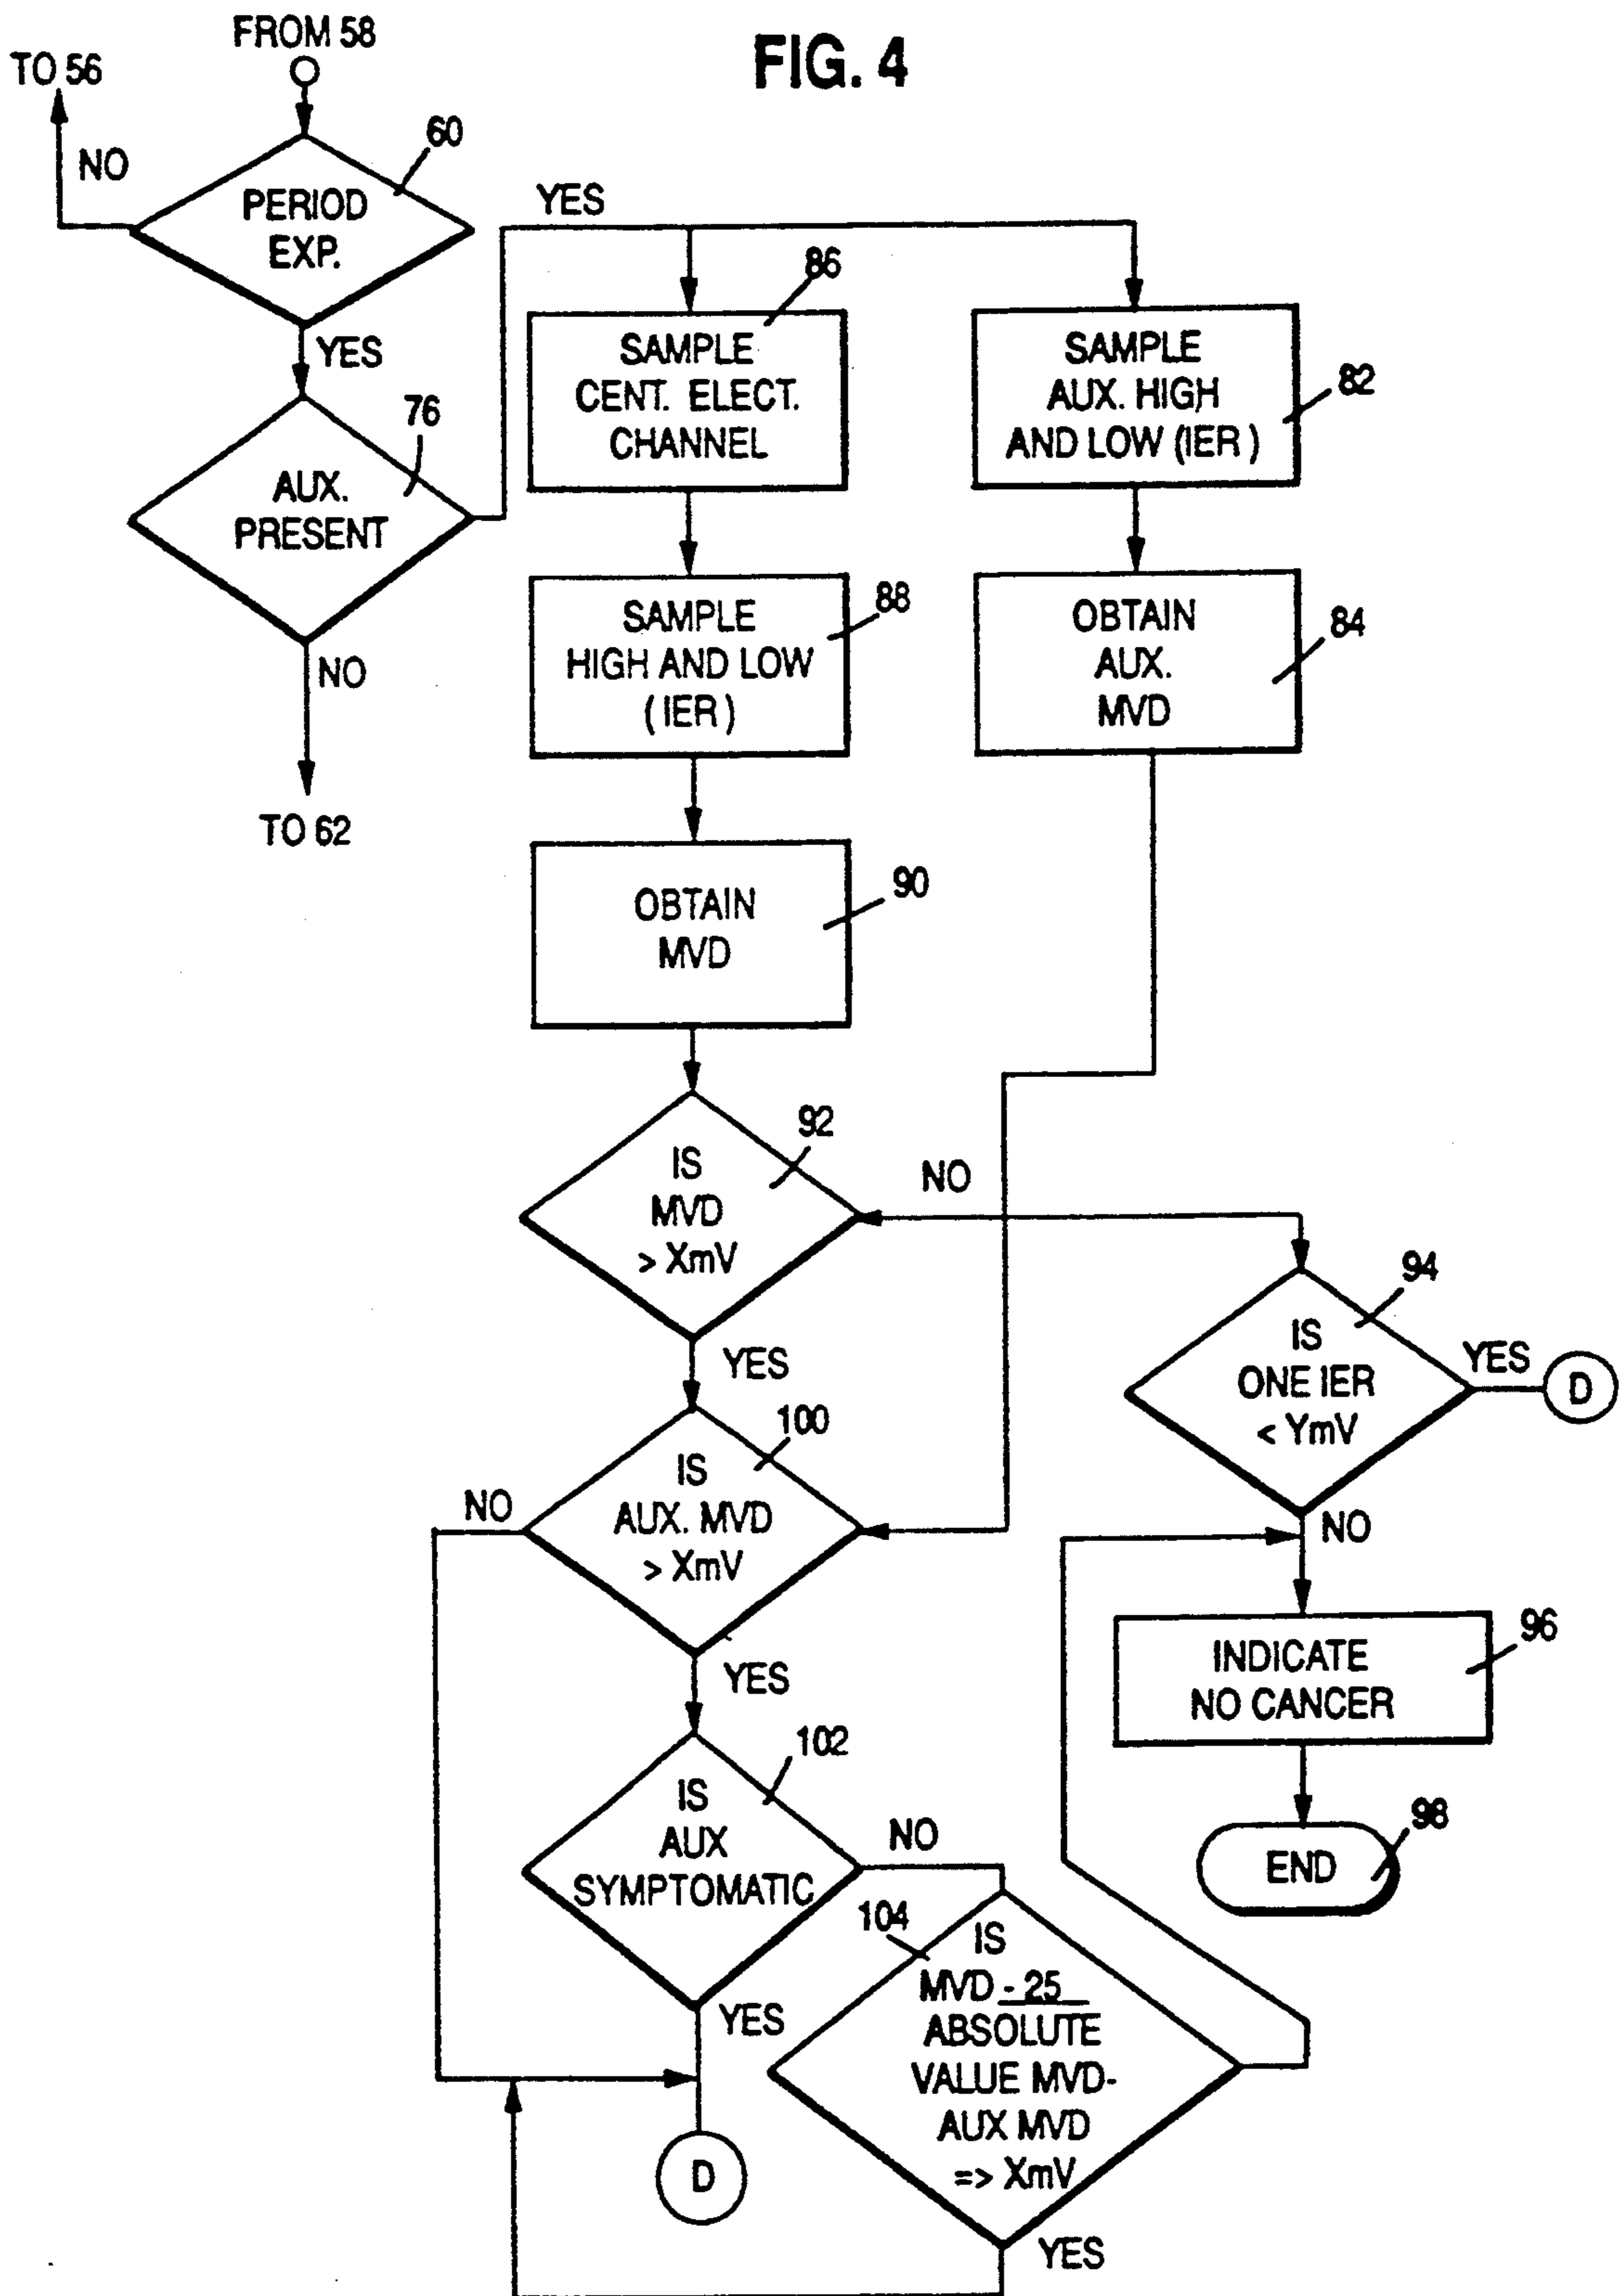 FROM 58
FIG. 4
TO 56
60
NO
PERIOD
EXP.
YES
YES
76
AUX.
PRESENT
NO
TO 62
86
SAMPLE
CENT. ELECT.
CHANNEL
SAMPLE
AUX. HIGH
AND LOW (IER)
82
SAMPLE
HIGH AND LOW
(IER)
88
OBTAIN
AUX.
MVD
84
OBTAIN
MVD
90
92
IS
MVD
> XmV
NO
YES
94
IS
ONE IER
< YmV
YES
D
NO
100
IS
AUX. MVD
> XmV
NO
YES
INDICATE
NO CANCER
96
102
IS
AUX
SYMPTOMATIC
NO
YES
END
98
104
IS
MVD - 25
ABSOLUTE
VALUE MVD-
AUX MVD
=> XmV
D
YES